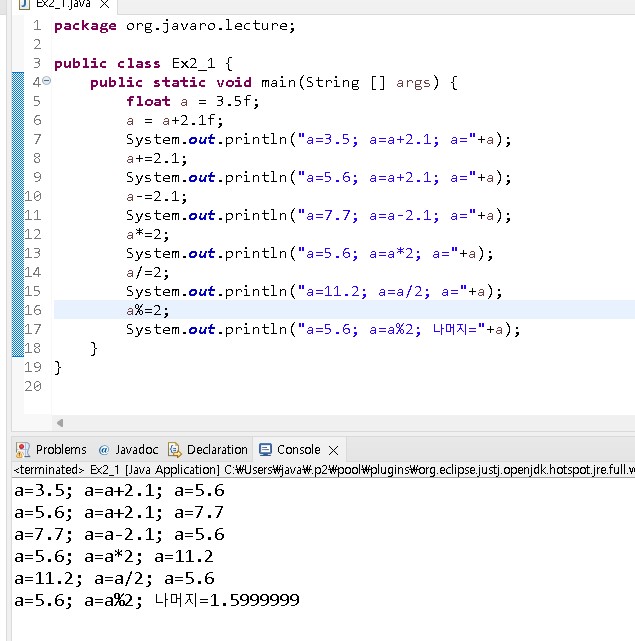 Ex2_1.java
1 package org.javaro.lecture;
2
3 public class Ex2_1 {
4     public static void main(String [] args) {
5         float a = 3.5f;
6         a = a+2.1f;
7         System.out.println("a=3.5; a=a+2.1; a="+a);
8         a+=2.1;
9         System.out.println("a=5.6; a=a+2.1; a="+a);
10         a-=2.1;
11         System.out.println("a=7.7; a=a-2.1; a="+a);
12         a*=2;
13         System.out.println("a=5.6; a=a*2; a="+a);
14         a/=2;
15         System.out.println("a=11.2; a=a/2; a="+a);
16         a%=2;
17         System.out.println("a=5.6; a=a%2; 나머지="+a);
18     }
19 }
20
Problems @ Javadoc Declaration Console
<terminated> Ex2_1 [Java Application] C:₩Users₩java₩.p2₩pool₩plugins₩org.eclipse.justj.openjdk.hotspot.jre.full.w
a=3.5; a=a+2.1; a=5.6
a=5.6; a=a+2.1; a=7.7
a=7.7; a=a-2.1; a=5.6
a=5.6; a=a*2; a=11.2
a=11.2; a=a/2; a=5.6
a=5.6; a=a%2; 나머지=1.5999999